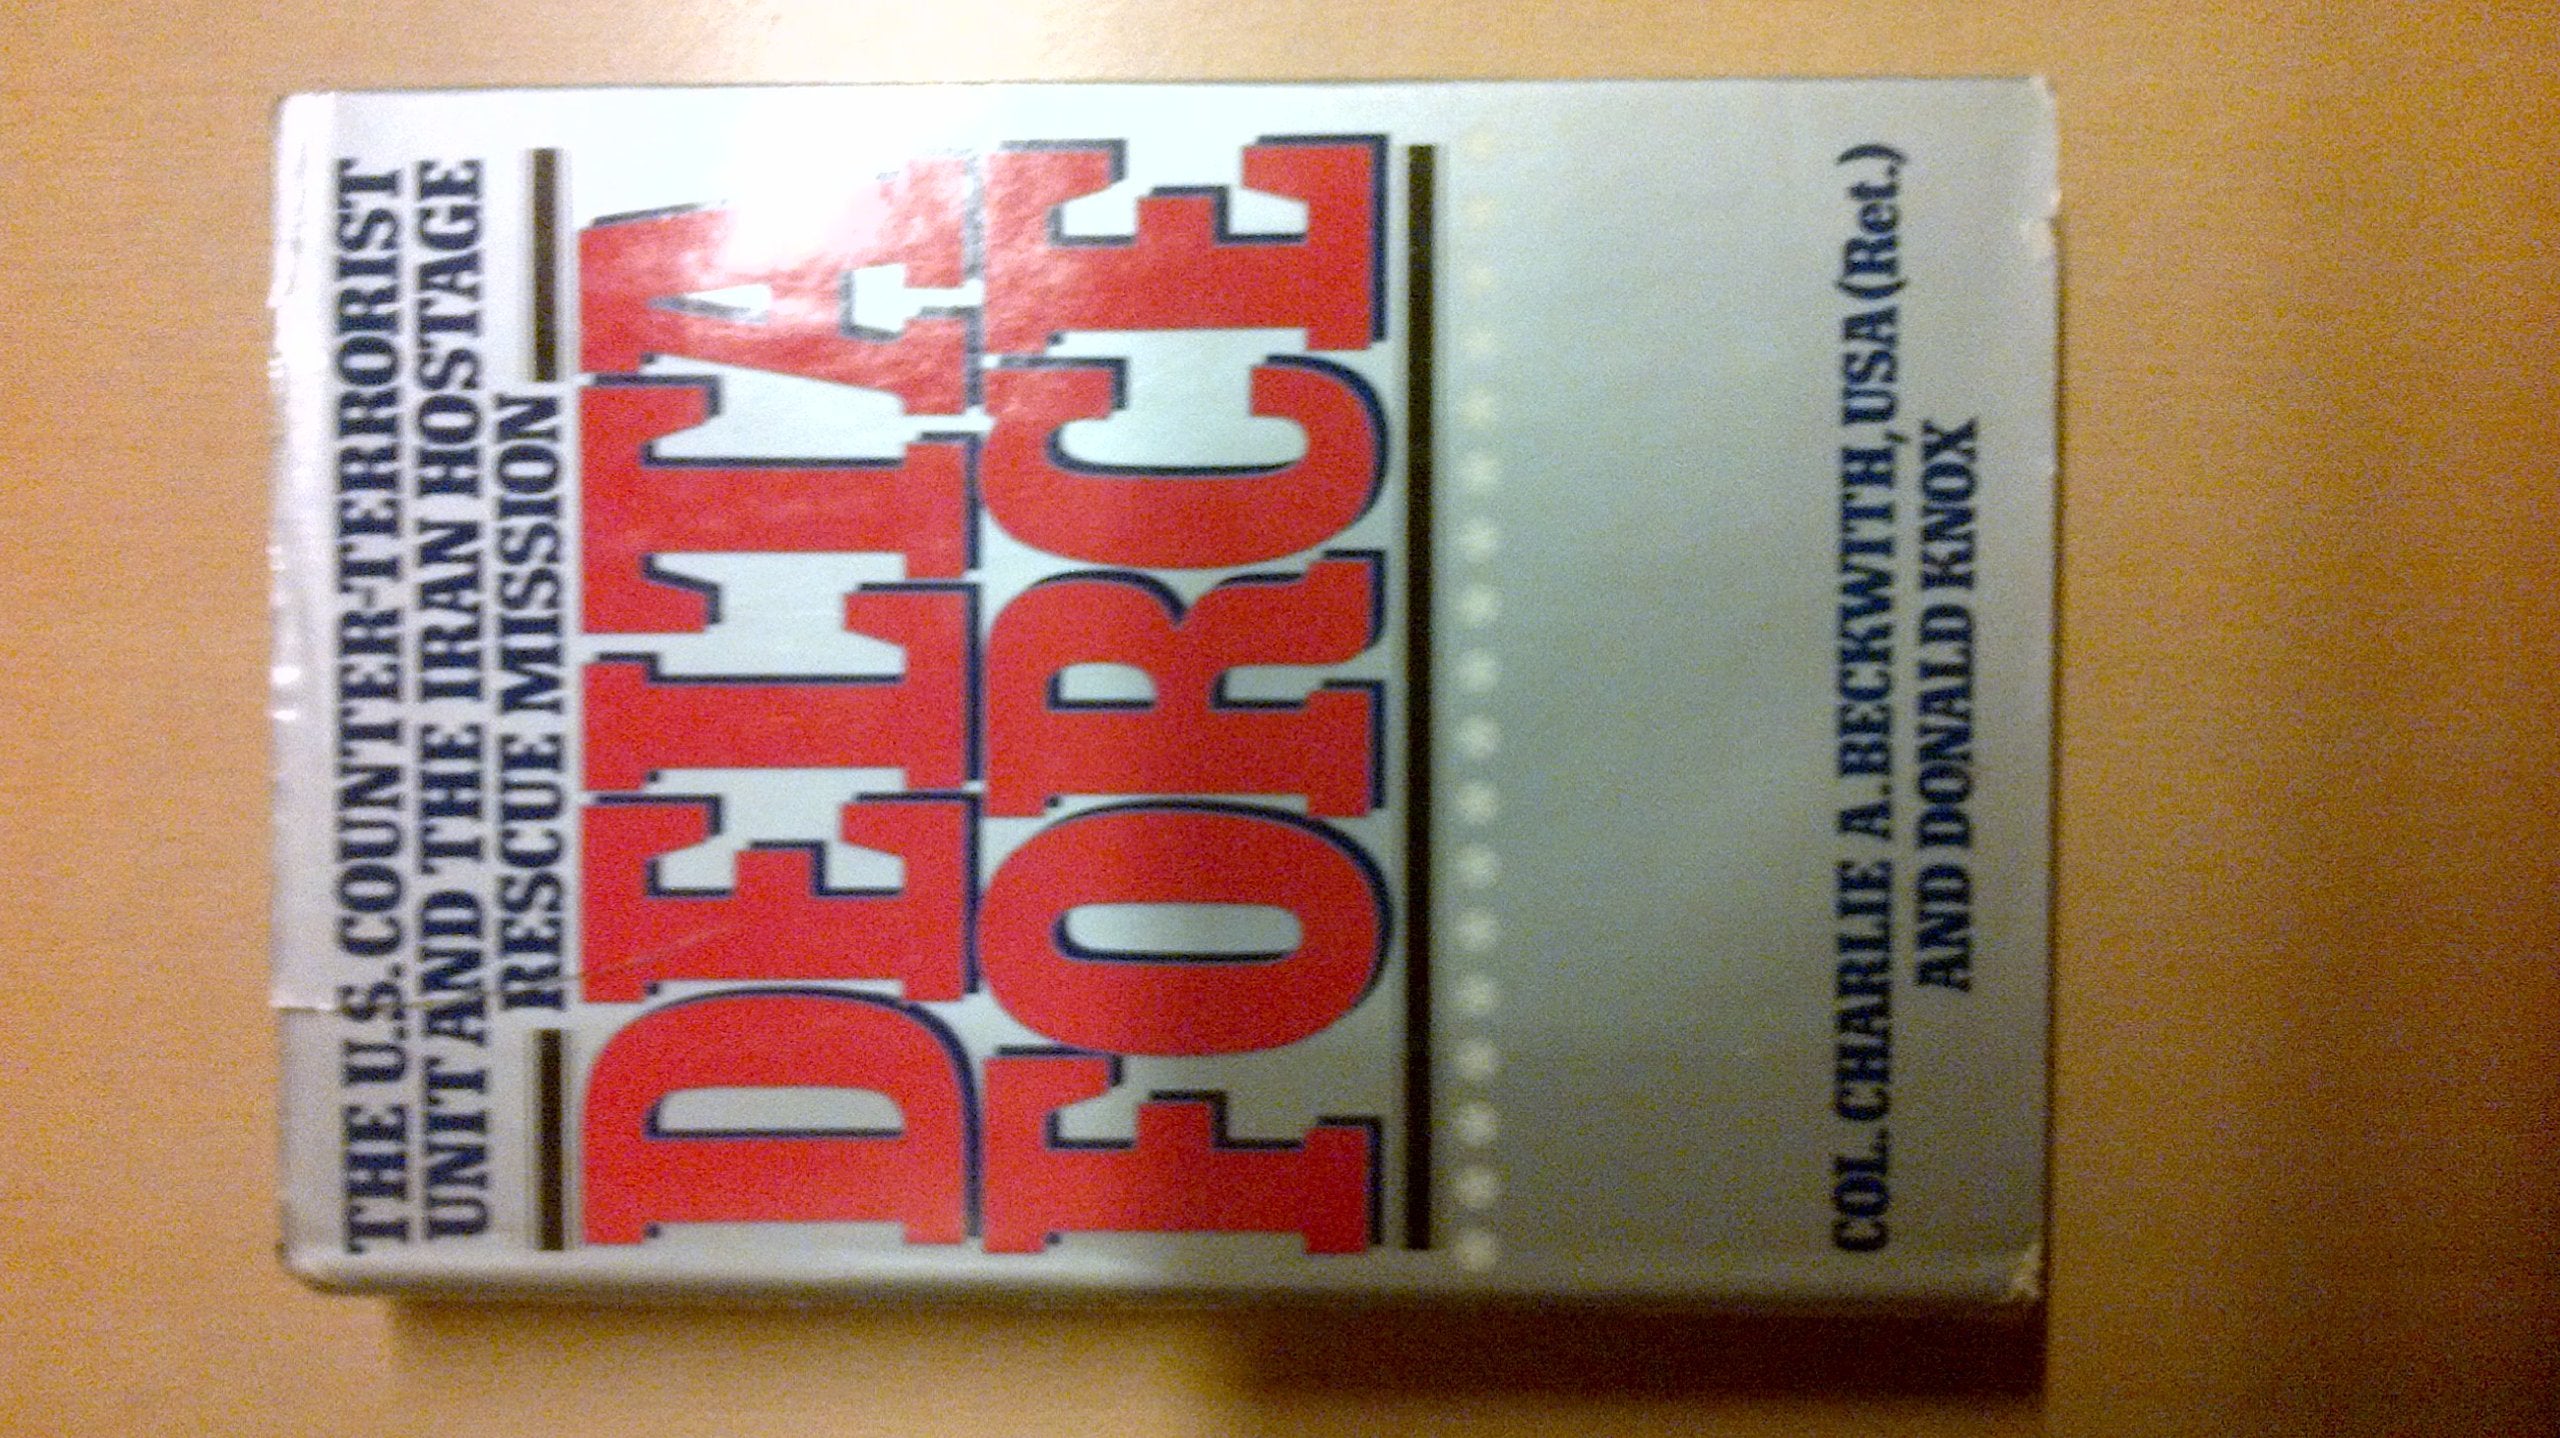 THE U.S. COUNTER-TERRORIST
UNIT AND THE IRAN HOSTAGE
RESCUE MISSION
DELTA
FORCE
COL. CHARLIE A. BECKWITH, USA (Ret.)
AND DONALD KNOX